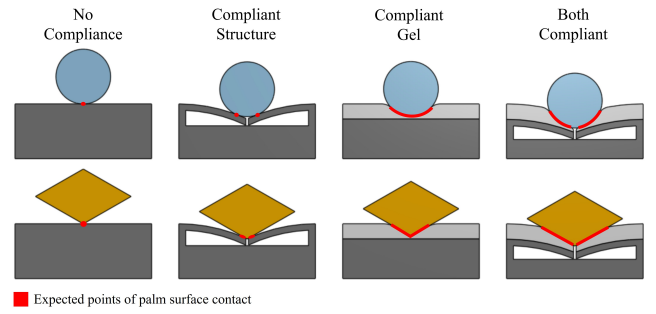 No
Compliance
Compliant
Structure
Compliant
Gel
Both
Compliant
Expected points of palm surface contact